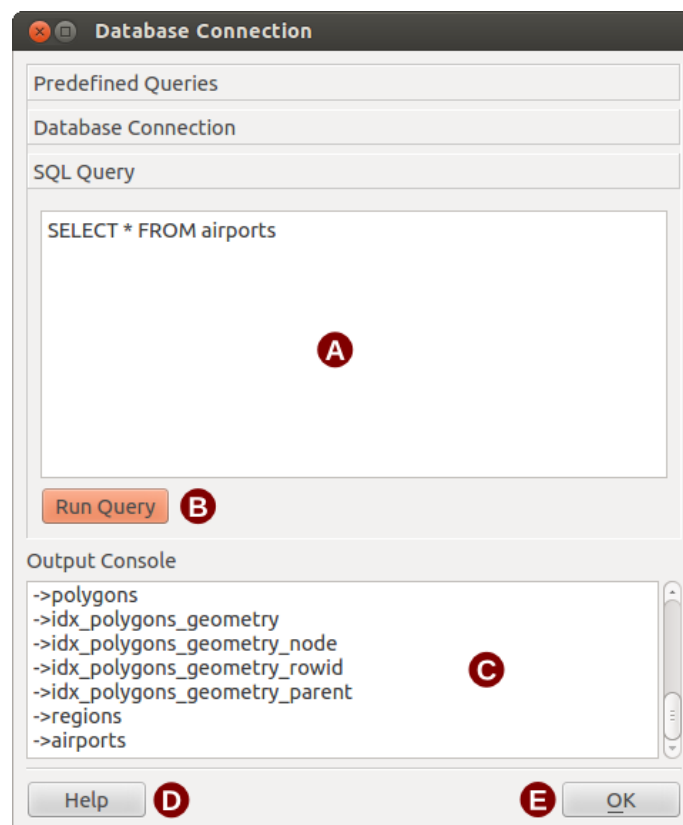 Database Connection
Predefined Queries
Database Connection
SQL Query
SELECT * FROM airports
A
Run Query B
Output Console
->polygons
->idx_polygons_geometry
->idx_polygons_geometry_node
->idx_polygons_geometry_rowid
->idx_polygons_geometry_parent
->regions
->airports
C
Help D E OK